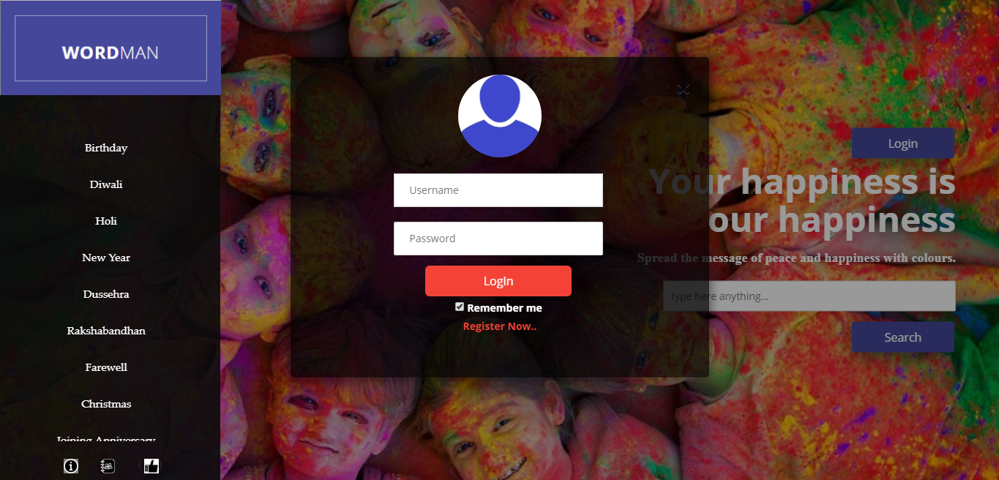 WORDMAN
Birthday
Diwali
Holi
New Year
Dussehra
Rakshabandhan
Farewell
Christmas
Joining Anniversary
Username
Password
LogIn
Remember me
Register Now..
Login
Your happiness is
our happiness
Spread the message of peace and happiness with colours.
type here anything...
Search